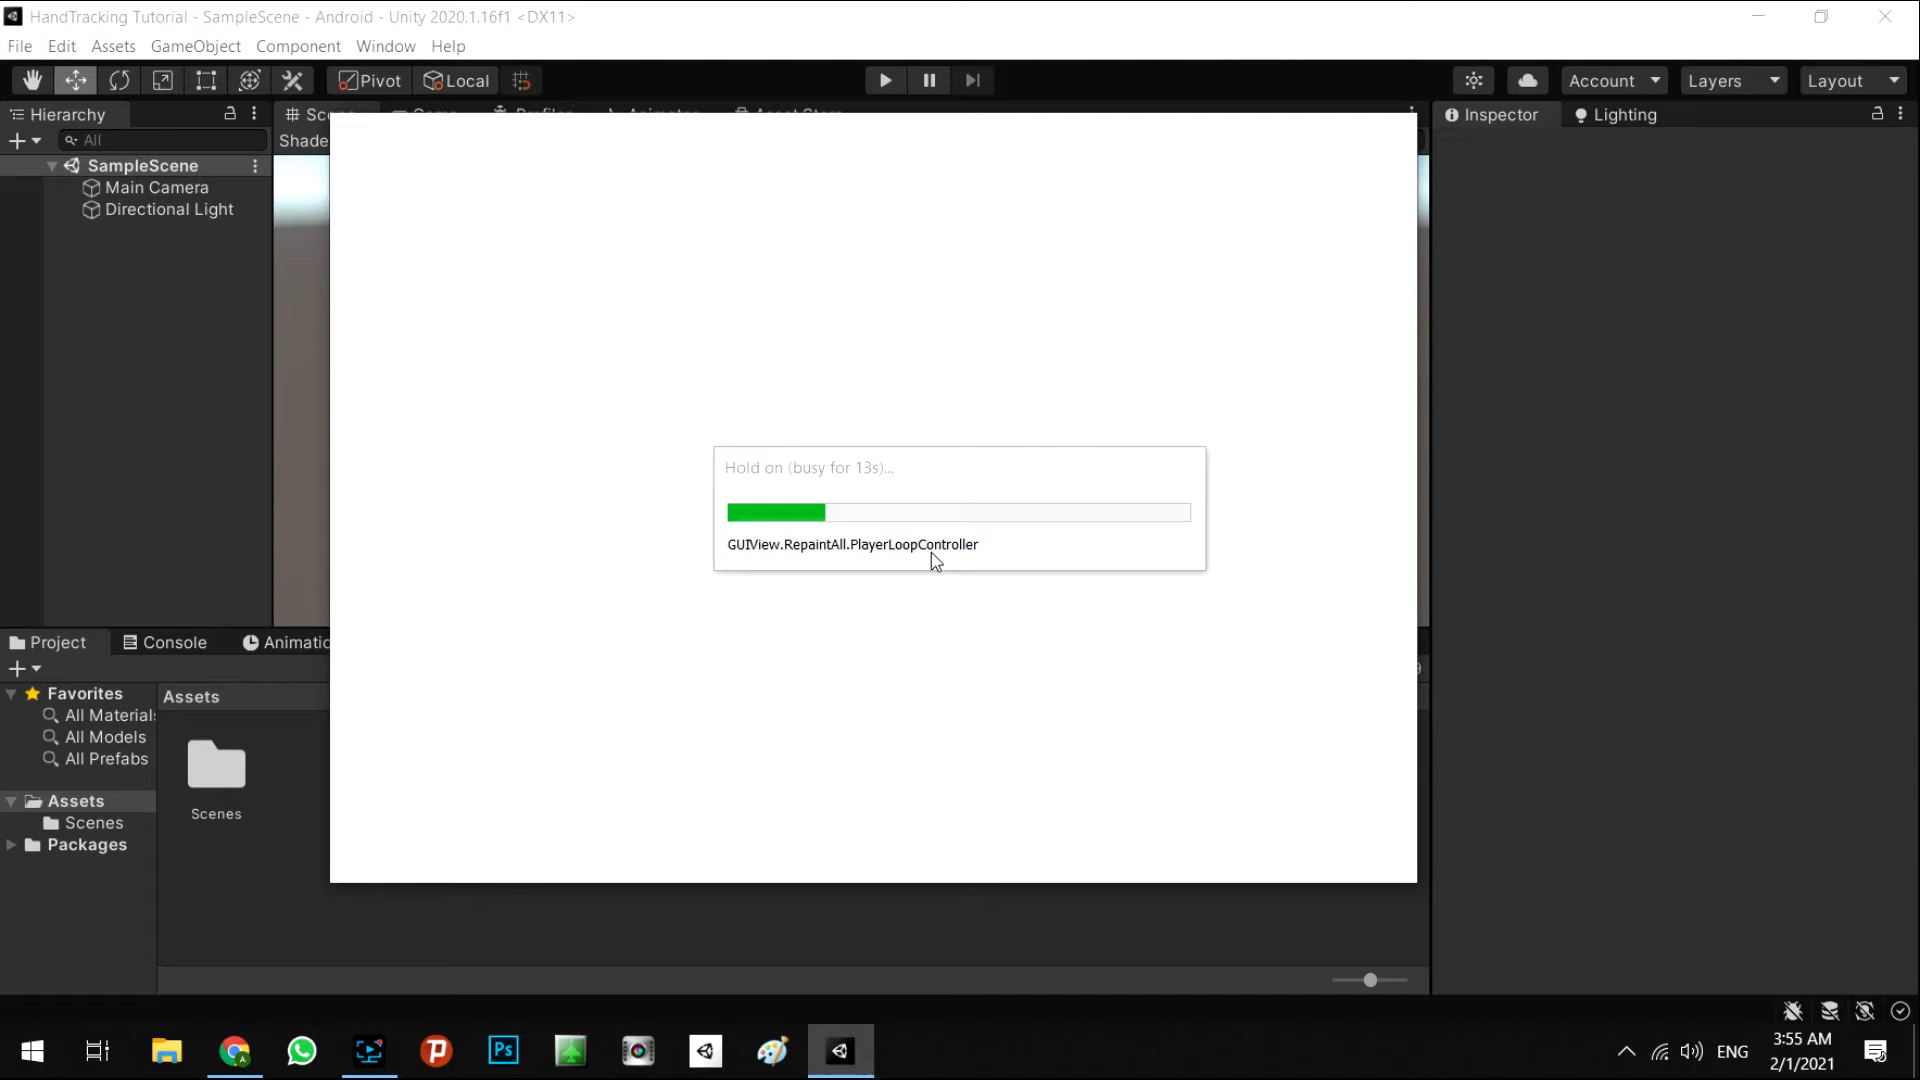 HandTracking Tutorial - SampleScene - Android - Unity 2020.1.16f1 <DX11>
File Edit Assets GameObject Component Window Help
Pivot Local Account Layers Layout
Hierarchy
Inspector Lighting
All
Shade
SampleScene
Main Camera
Directional Light
Hold on (busy for 13s)...
GUIView.RepaintAll.PlayerLoopController
Project Console Animatic
Favorites
Assets
All Materials
All Models
All Prefabs
Assets
Scenes
Scenes
Packages
Ps
ENG
3:55 AM
2/1/2021